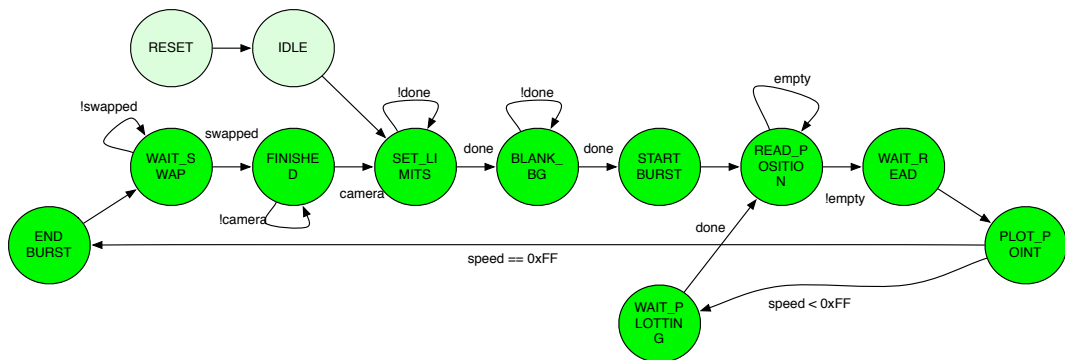 RESET
IDLE
!swapped
!done
!done
empty
swapped
done
done
WAIT_S
WAP
FINISHE
D
SET_LI
MITS
BLANK_
BG
START
BURST
READ_P
OSITIO
N
WAIT_R
EAD
camera
!empty
!camera
done
END
BURST
PLOT_P
OINT
speed == 0xFF
speed < 0xFF
WAIT_P
LOTTIN
G